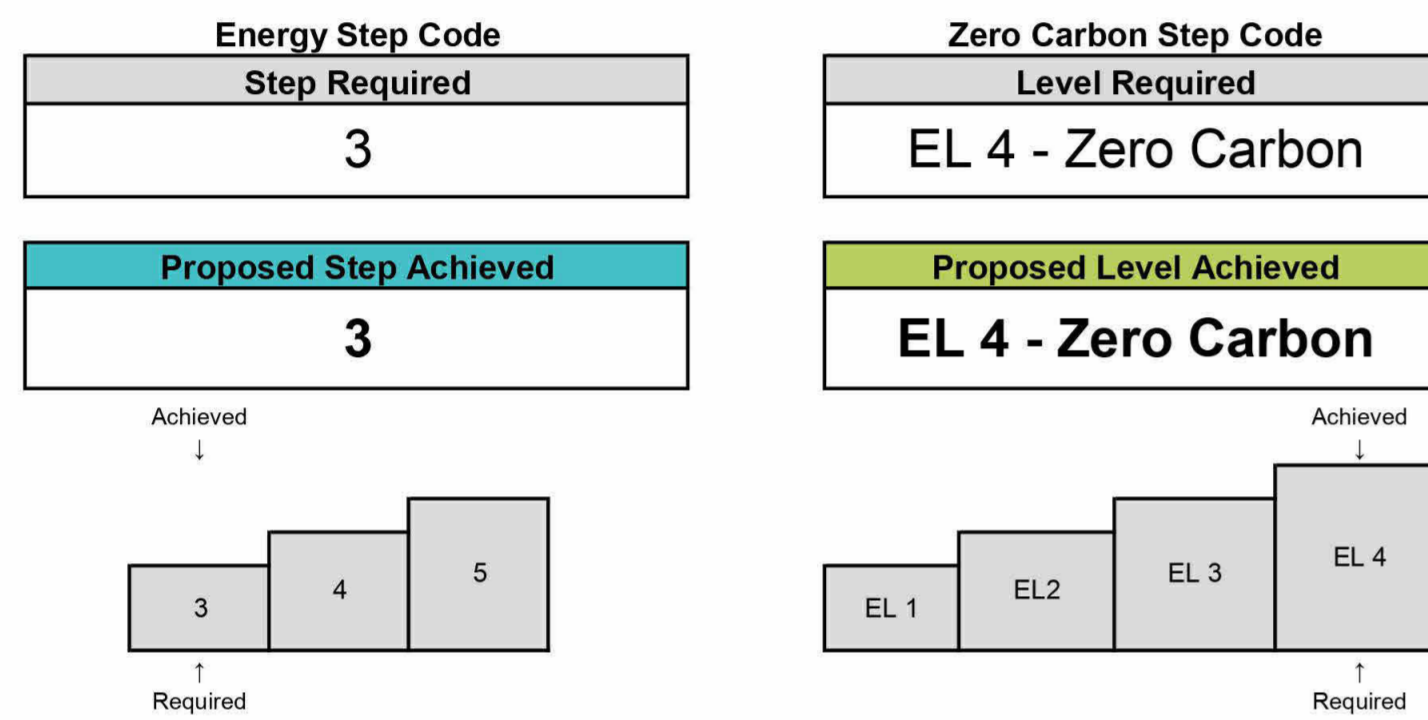 Energy Step Code
Step Required
3
Proposed Step Achieved
3
Achieved
↓
3
4
5
↑
Required
Zero Carbon Step Code
Level Required
EL 4 - Zero Carbon
Proposed Level Achieved
EL 4 - Zero Carbon
Achieved
↓
EL 1
EL2
EL 3
EL 4
↑
Required